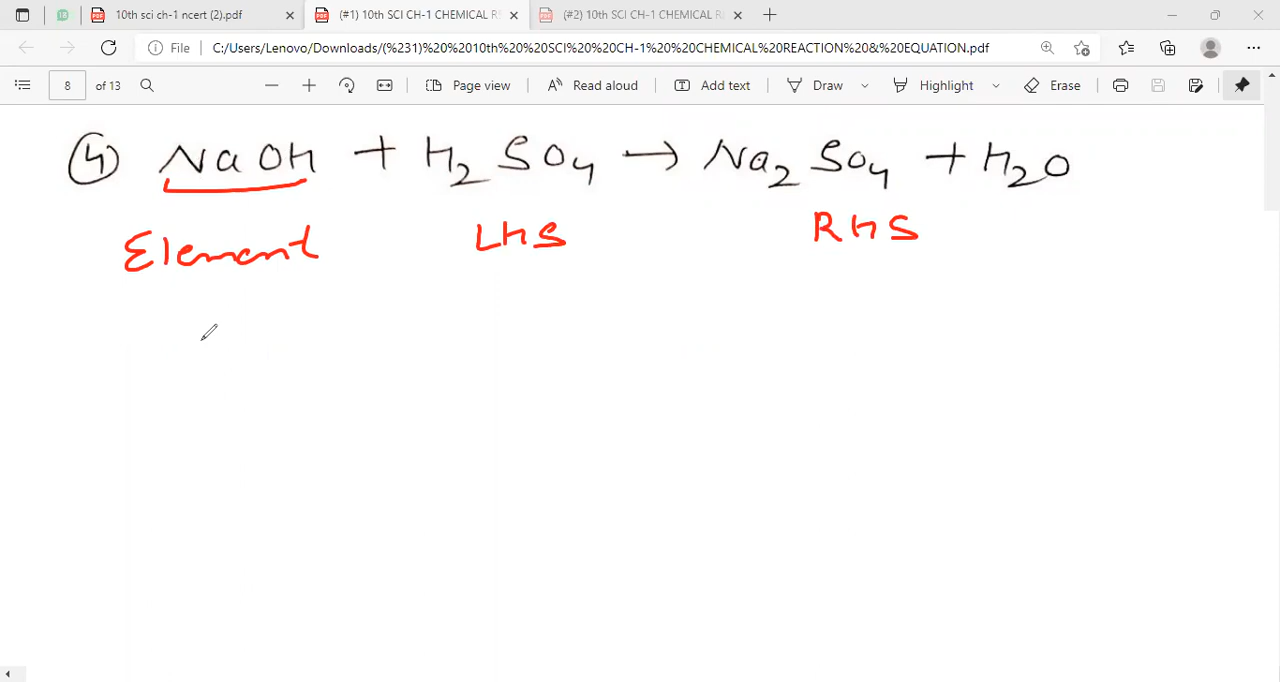 10th sci ch-1 ncert (2).pdf (#1) 10th SCI CH-1 CHEMICAL RE (#2) 10th SCI CH-1 CHEMICAL RE
File C:/Users/Lenovo/Downloads/(%231)%20%2010th%20%20SCI%20%20CH-1%20%20CHEMICAL%20REACTION%20&%20EQUATION.pdf
8 of 13 Page view Read aloud Add text Draw Highlight Erase
4 NaOH + H2SO4 → Na2SO4 + H2O
Element LHS RHS